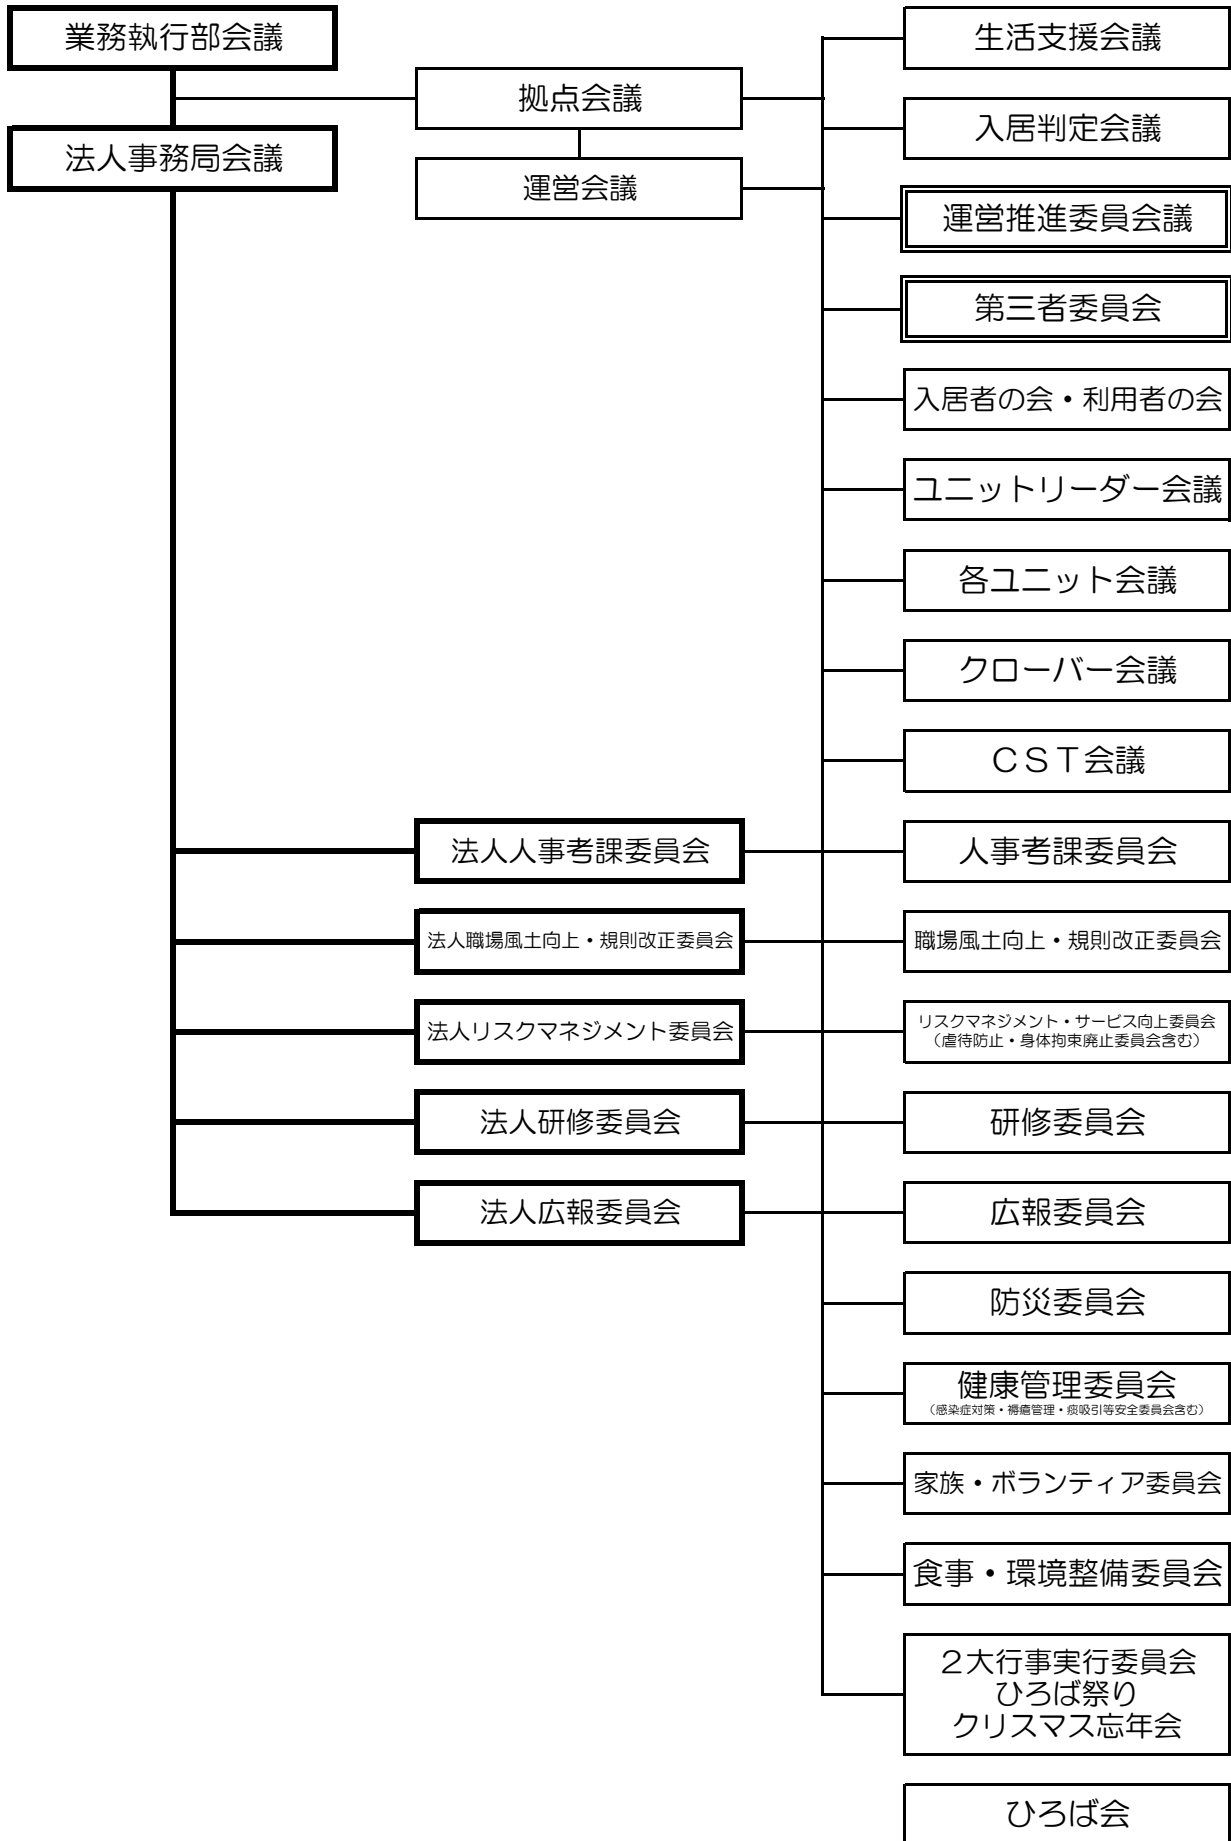 業務執行部会議
法人事務局会議
拠点会議
運営会議
法人人事考課委員会
法人職場風土向上・規則改正委員会
法人リスクマネジメント委員会
法人研修委員会
法人広報委員会
生活支援会議
入居判定会議
運営推進委員会議
第三者委員会
入居者の会・利用者の会
ユニットリーダー会議
各ユニット会議
クローバー会議
ＣＳＴ会議
人事考課委員会
職場風土向上・規則改正委員会
リスクマネジメント・サービス向上委員会
（虐待防止・身体拘束廃止委員会含む）
研修委員会
広報委員会
防災委員会
健康管理委員会
（感染症対策・褥瘡管理・痰吸引等安全委員会含む）
家族・ボランティア委員会
食事・環境整備委員会
２大行事実行委員会
ひろば祭り
クリスマス忘年会
ひろば会